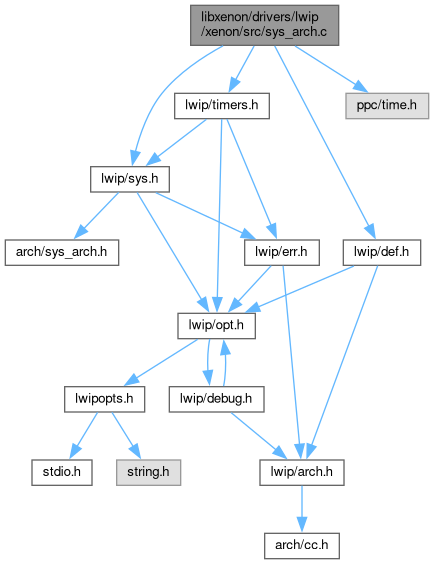 libxenon/drivers/lwip
/xenon/src/sys_arch.c
lwip/timers.h
ppc/time.h
lwip/sys.h
arch/sys_arch.h
lwip/err.h
lwip/def.h
lwip/opt.h
lwipopts.h
lwip/debug.h
stdio.h
string.h
lwip/arch.h
arch/cc.h